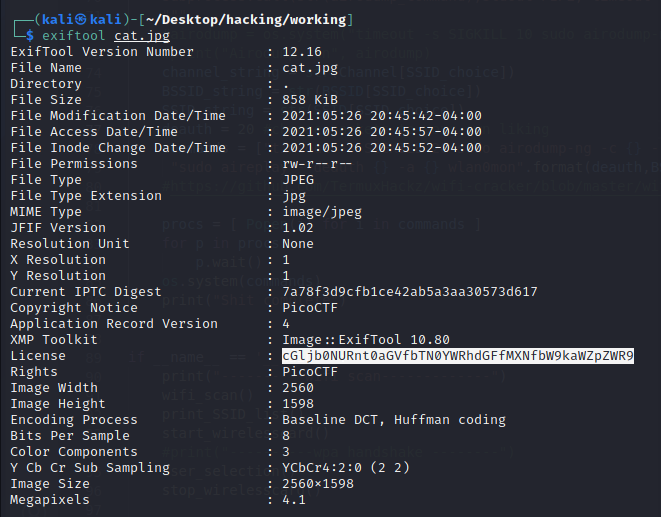 (kali㉿kali)-[~/Desktop/hacking/working]
$ exiftool cat.jpg
ExifTool Version Number : 12.16
File Name : cat.jpg
Directory : .
File Size : 858 KiB
File Modification Date/Time : 2021:05:26 20:45:42-04:00
File Access Date/Time : 2021:05:26 20:45:57-04:00
File Inode Change Date/Time : 2021:05:26 20:45:52-04:00
File Permissions : rw-r--r--
File Type : JPEG
File Type Extension : jpg
MIME Type : image/jpeg
JFIF Version : 1.02
Resolution Unit : None
X Resolution : 1
Y Resolution : 1
Current IPTC Digest : 7a78f3d9cfb1ce42ab5a3aa30573d617
Copyright Notice : PicoCTF
Application Record Version : 4
XMP Toolkit : Image::ExifTool 10.80
License : cGljb0NURnt0aGVfbTN0YWRhdGFfMXNfbW9kaWZpZWR9
Rights : PicoCTF
Image Width : 2560
Image Height : 1598
Encoding Process : Baseline DCT, Huffman coding
Bits Per Sample : 8
Color Components : 3
Y Cb Cr Sub Sampling : YCbCr4:2:0 (2 2)
Image Size : 2560×1598
Megapixels : 4.1